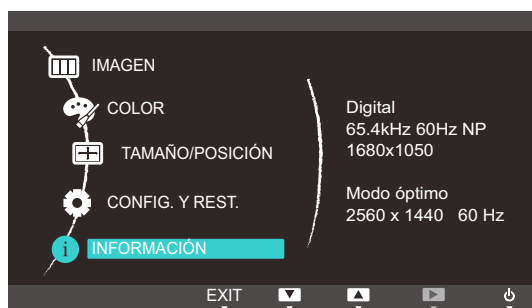 IMAGEN
COLOR
TAMAÑO/POSICIÓN
CONFIG. Y REST.
i INFORMACIÓN
Digital
65.4kHz 60Hz NP
1680x1050
Modo óptimo
2560 x 1440 60 Hz
EXIT